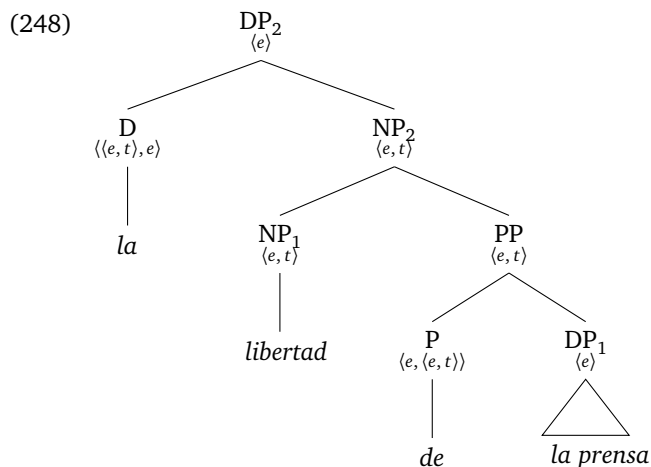 (248) DP₂
⟨e⟩
D NP₂
⟨⟨e, t⟩, e⟩ ⟨e, t⟩
la NP₁ PP
⟨e, t⟩ ⟨e, t⟩
libertad P DP₁
⟨e, ⟨e, t⟩⟩ ⟨e⟩
de la prensa